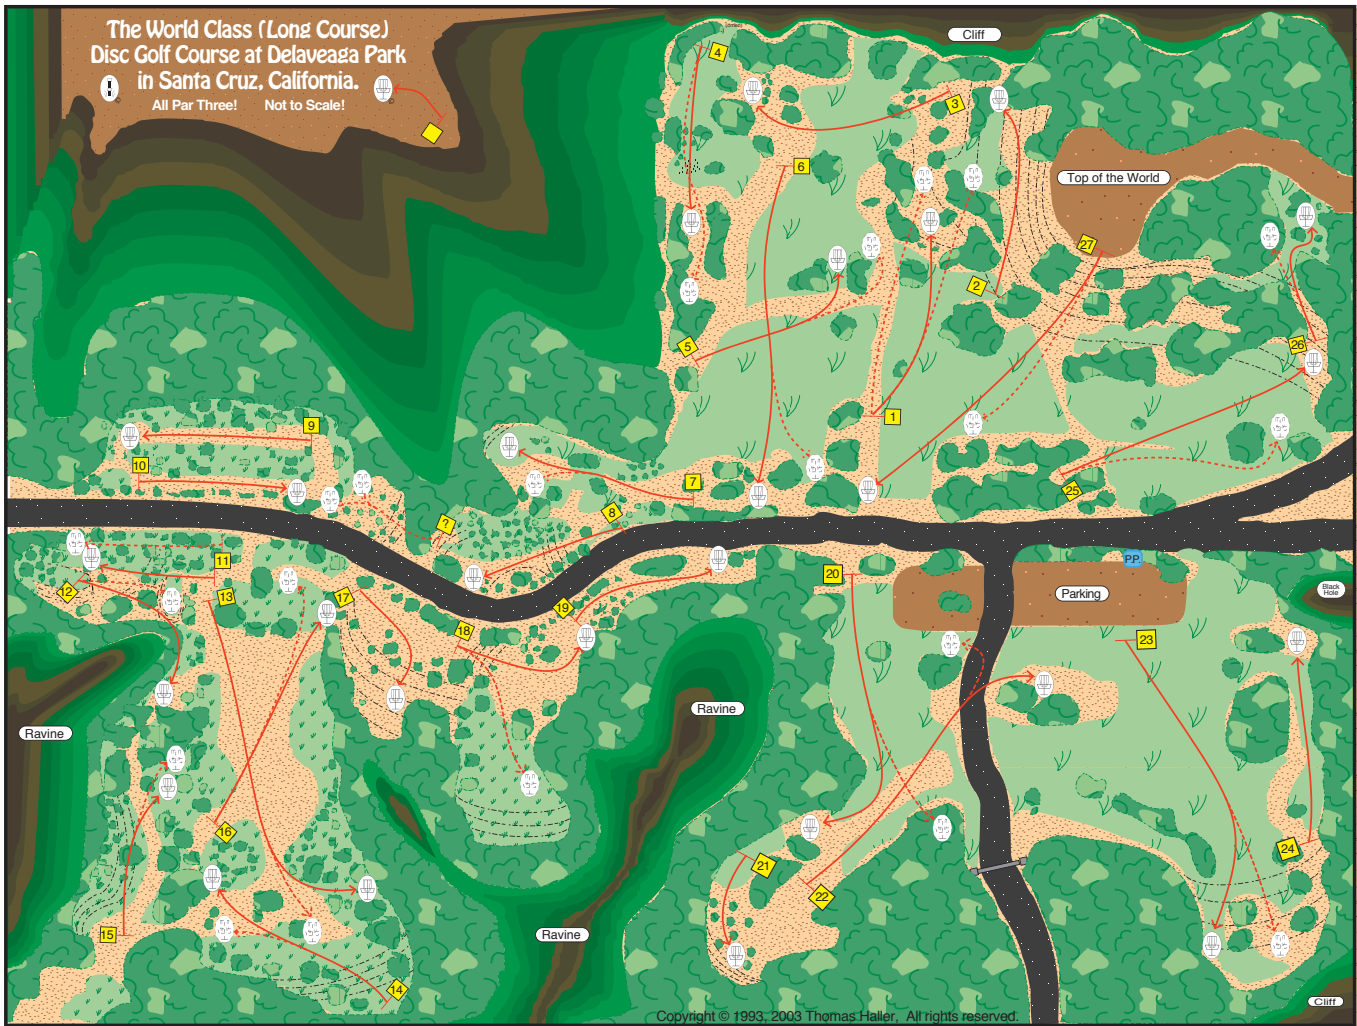 The World Class (Long Course)
Disc Golf Course at Delaveaga Park
in Santa Cruz, California.
All Par Three! Not to Scale!
Cliff
4
3
6
Top of the World
27
2
5
26
1
9
10
7
25
8
?
11
12
13
17
18
19
20
P.P.
Parking
Black
Hole
23
Ravine
Ravine
16
21
24
22
15
Ravine
14
Cliff
Copyright © 1993, 2003 Thomas Haller, All rights reserved.